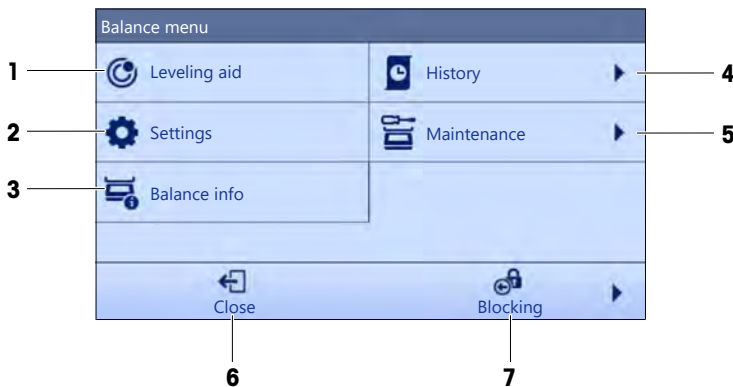 Balance menu
1 Leveling aid History 4
2 Settings Maintenance 5
3 Balance info
Close Blocking
6 7